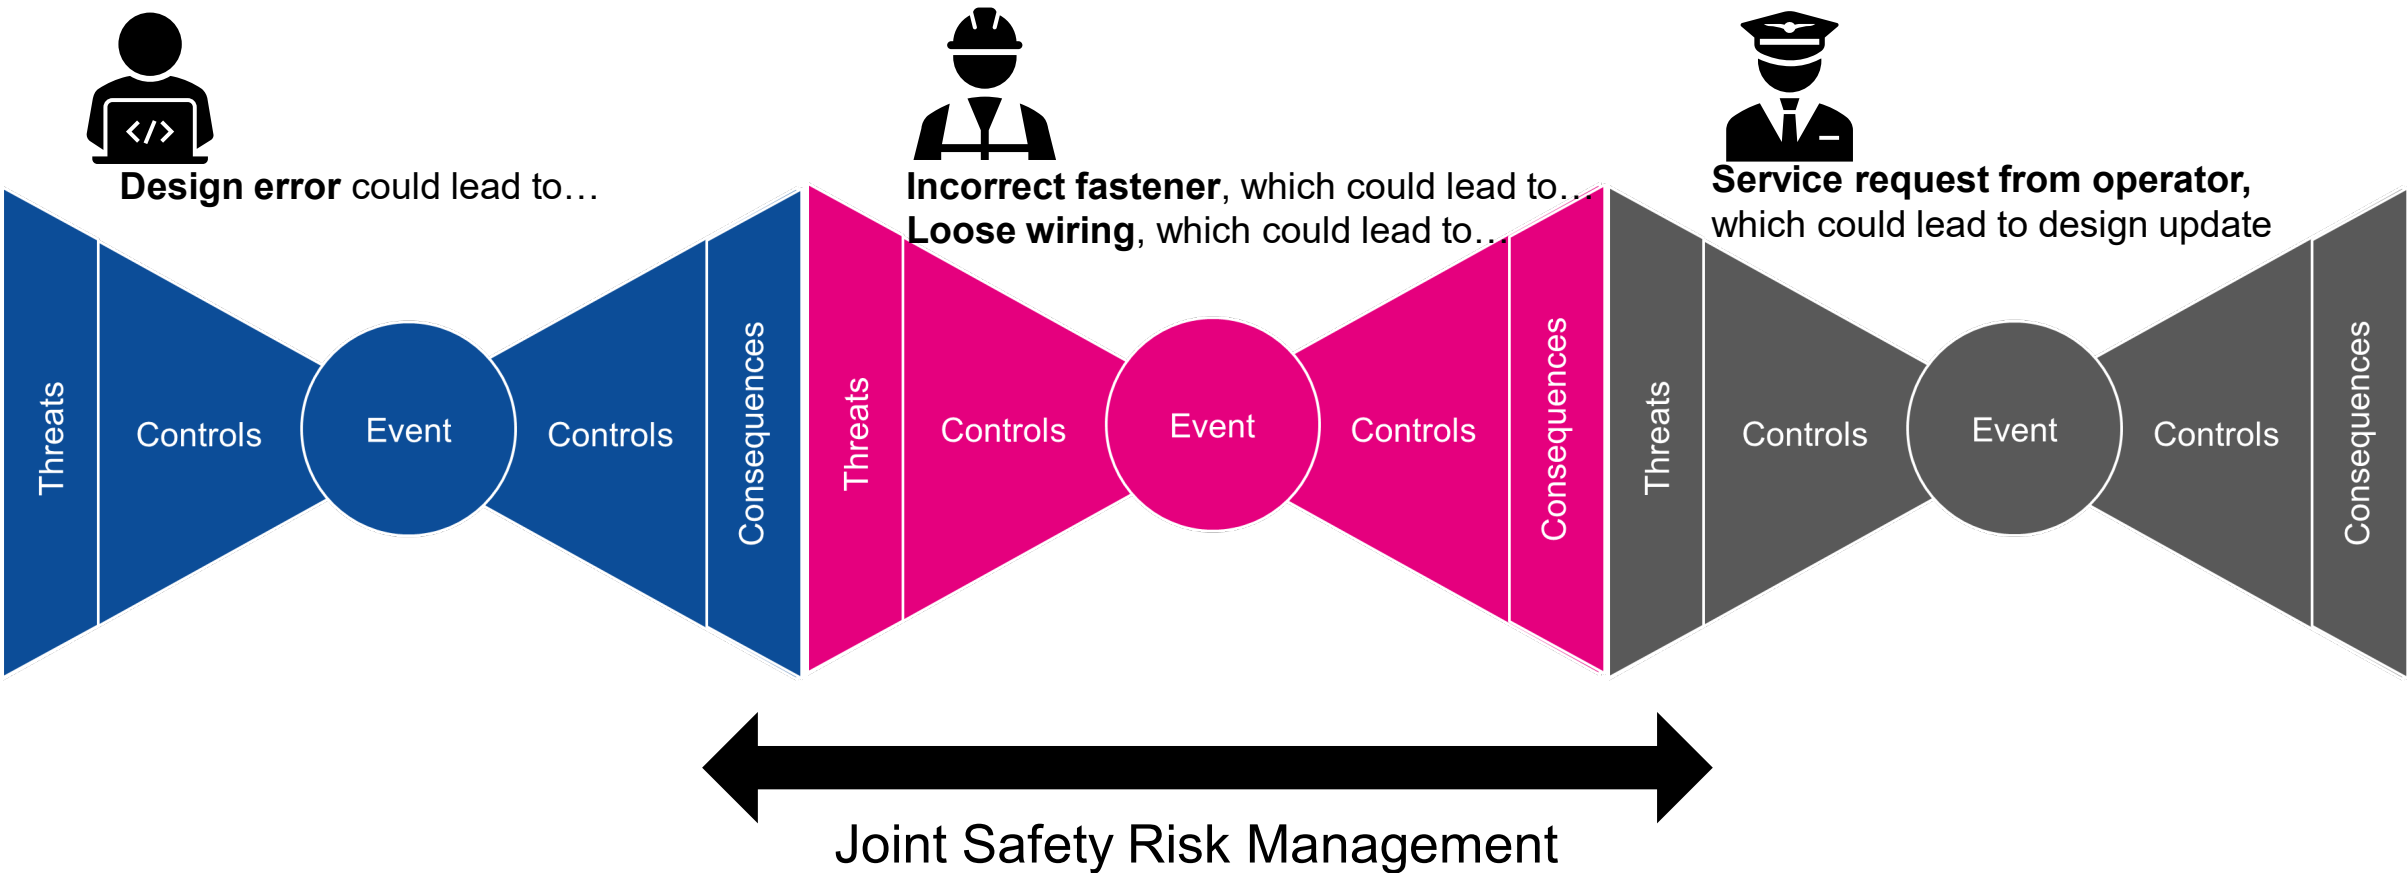 </>
Design error could lead to…
Incorrect fastener, which could lead to…
Loose wiring, which could lead to…
Service request from operator,
which could lead to design update
Threats
Controls
Event
Controls
Consequences
Threats
Controls
Event
Controls
Consequences
Threats
Controls
Event
Controls
Consequences
Joint Safety Risk Management